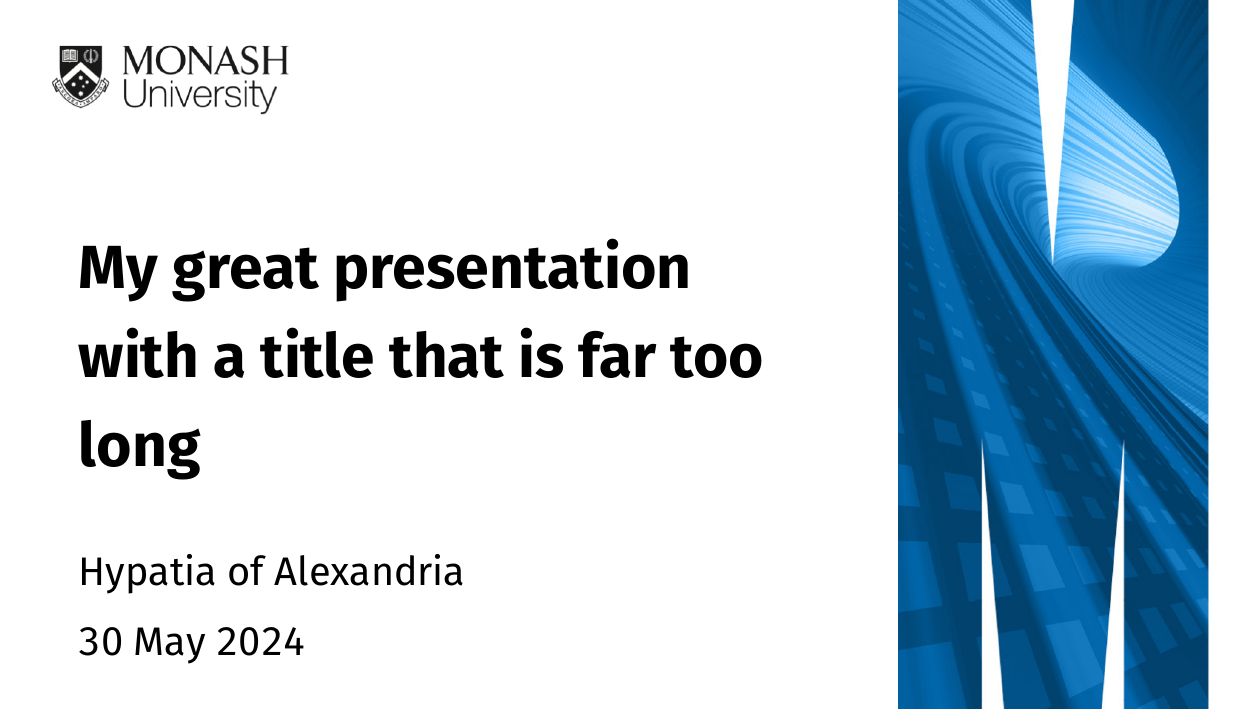 MONASH
University
My great presentation
with a title that is far too
long
Hypatia of Alexandria
30 May 2024